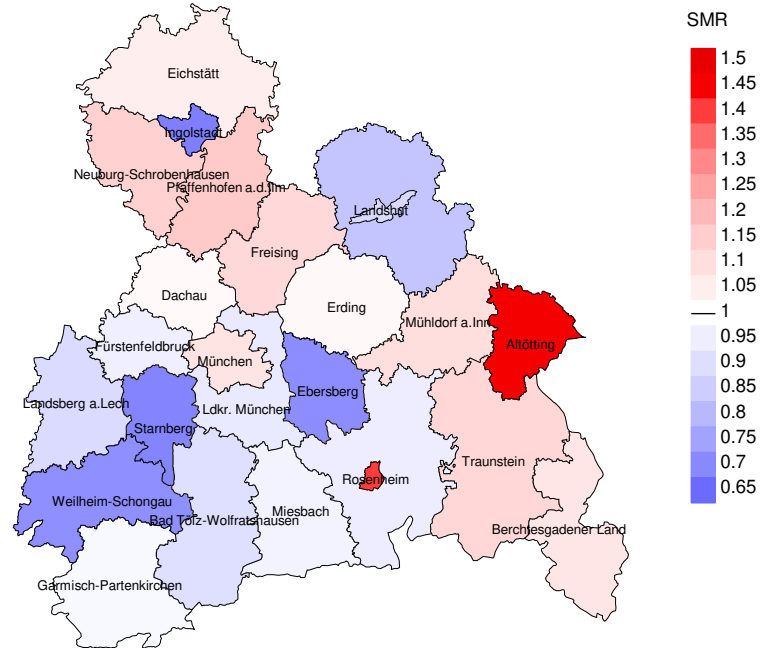 SMR
1.5
1.45
1.4
1.35
1.3
1.25
1.2
1.15
1.1
1.05
1
0.95
0.9
0.85
0.8
0.75
0.7
0.65
Eichstätt
Ingolstadt
Neuburg-Schrobenhausen
Pfaffenhofen a.d.Ilm
Landshut
Freising
Dachau
Erding
Mühldorf a.Inn
Altötting
Fürstenfeldbruck
München
Ebersberg
Landsberg a.Lech
Ldkr. München
Starnberg
Traunstein
Rosenheim
Weilheim-Schongau
Miesbach
Bad Tölz-Wolfratshausen
Berchtesgadener Land
Garmisch-Partenkirchen